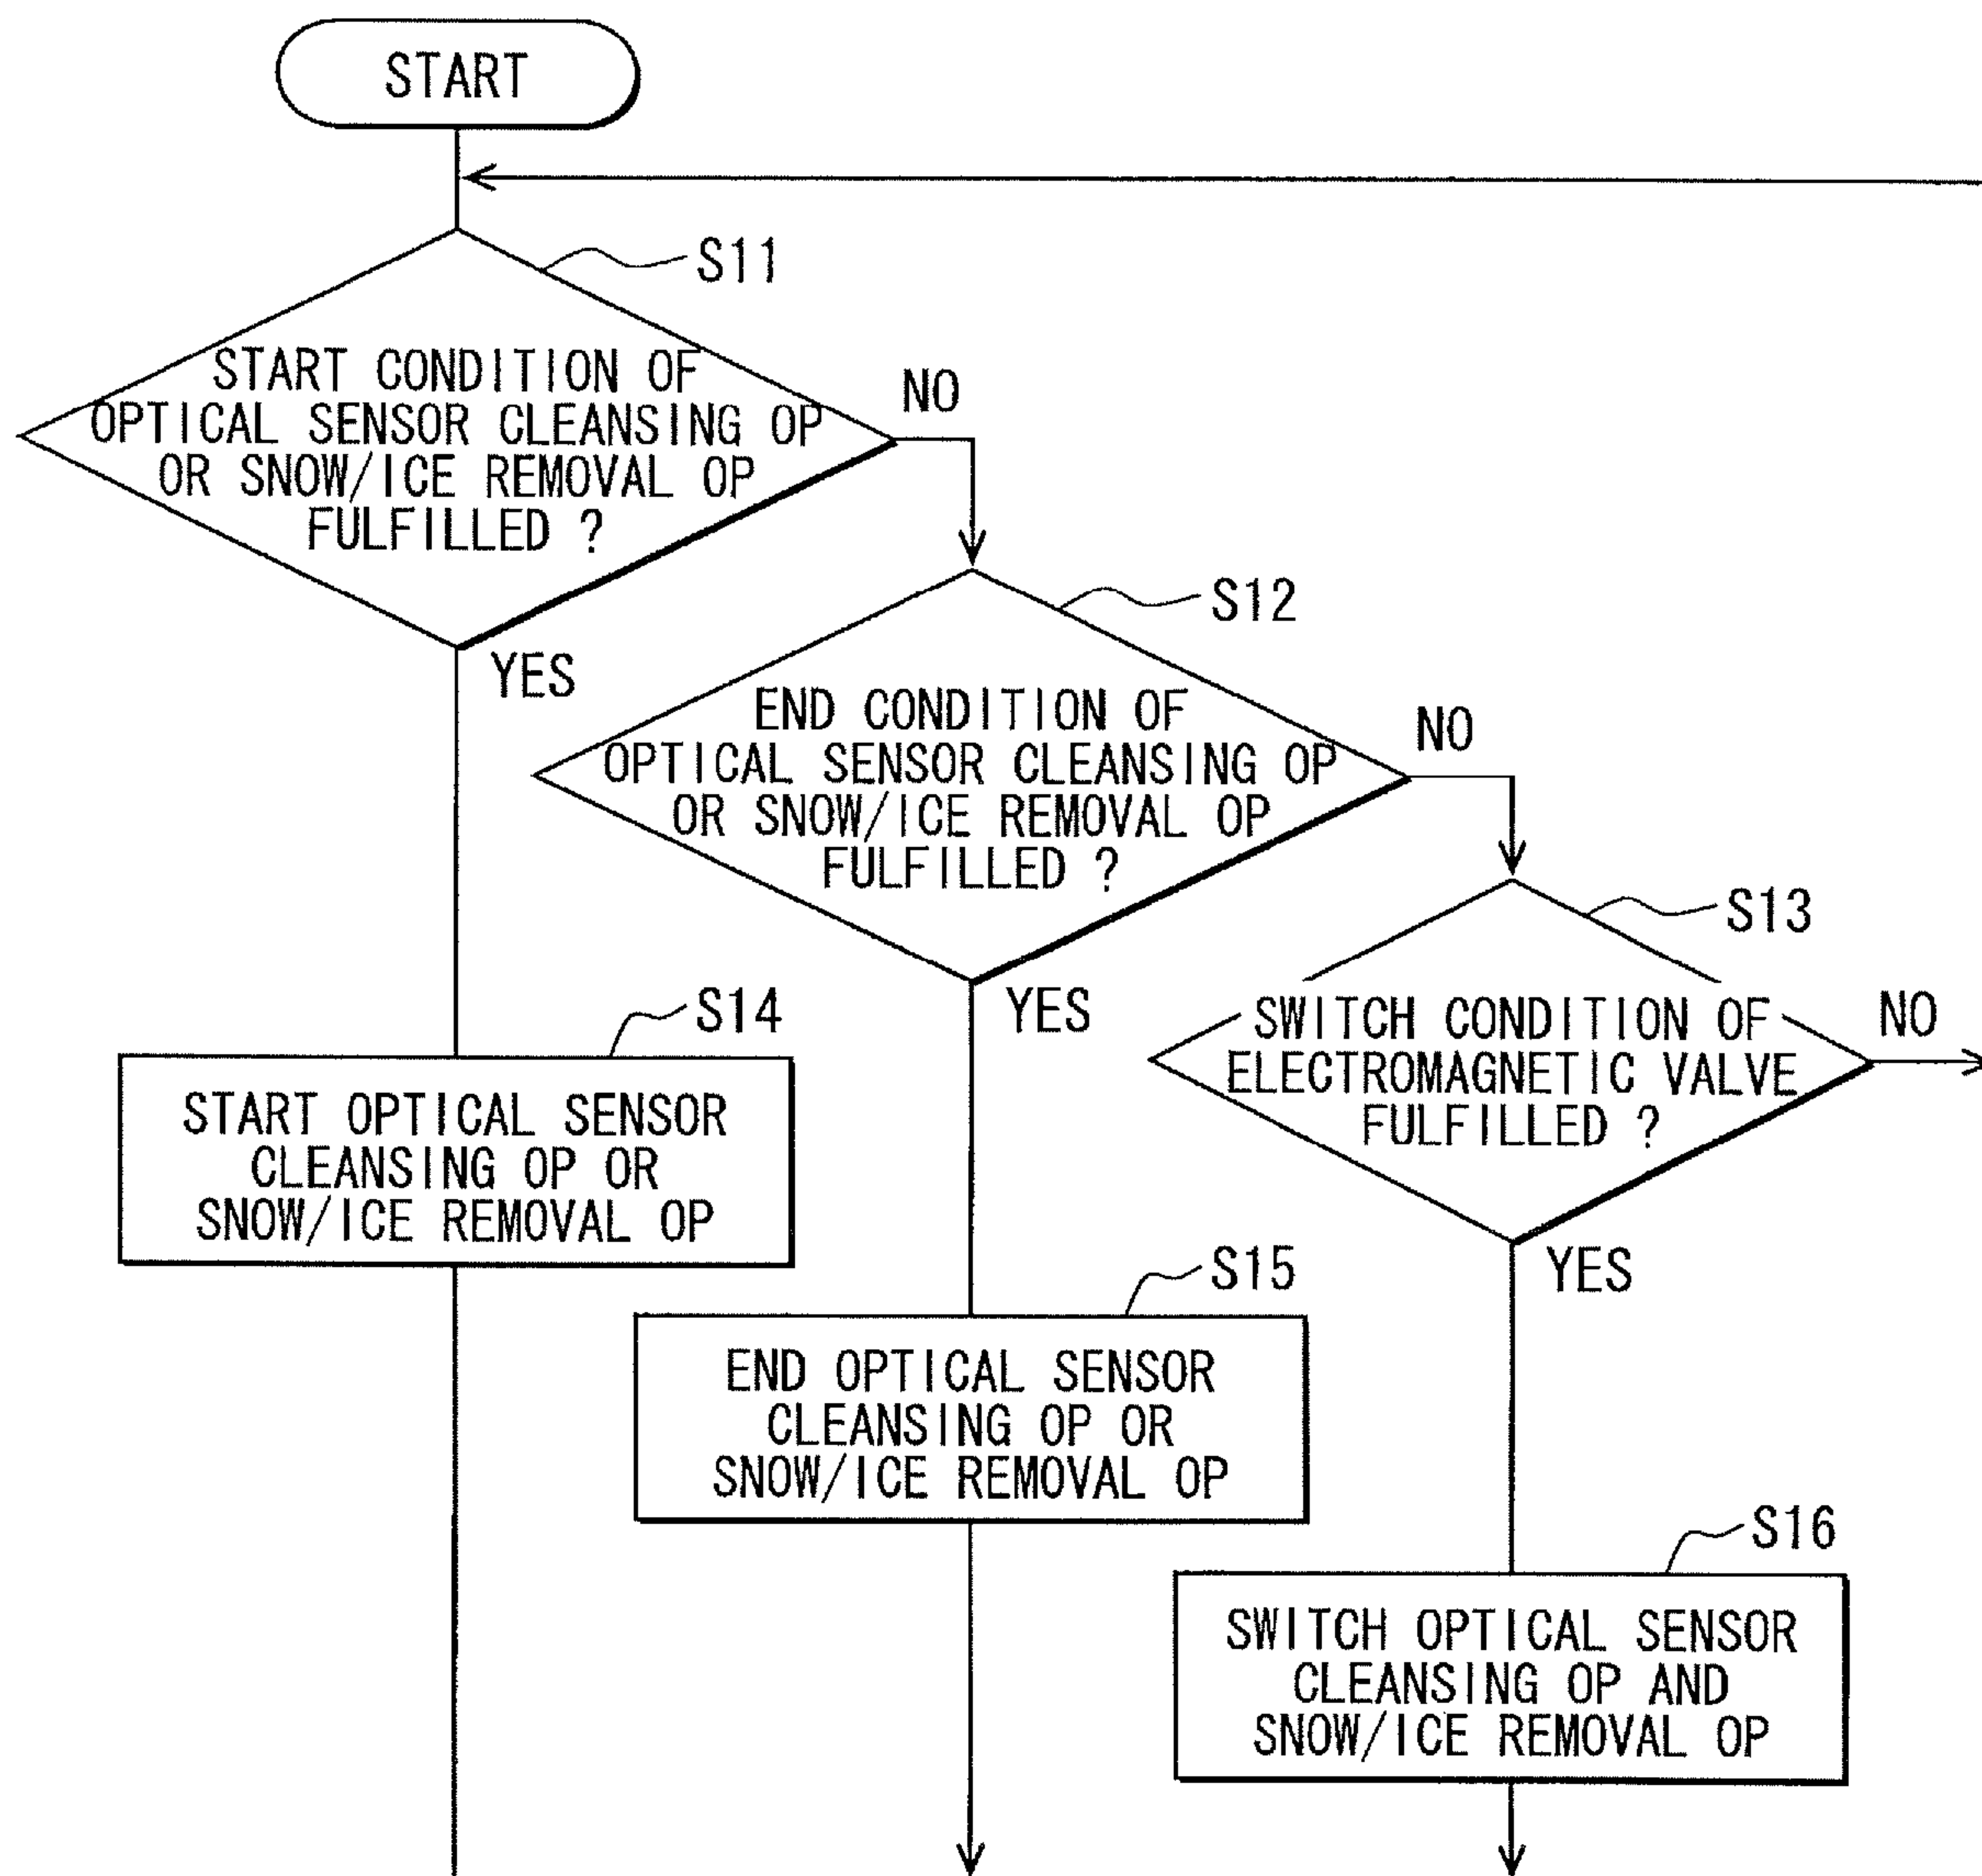 START
S11
START CONDITION OF
OPTICAL SENSOR CLEANSING OP
OR SNOW/ICE REMOVAL OP
FULFILLED ?
NO
YES
S12
END CONDITION OF
OPTICAL SENSOR CLEANSING OP
OR SNOW/ICE REMOVAL OP
FULFILLED ?
NO
YES
S13
SWITCH CONDITION OF
ELECTROMAGNETIC VALVE
FULFILLED ?
NO
YES
S14
START OPTICAL SENSOR
CLEANSING OP OR
SNOW/ICE REMOVAL OP
S15
END OPTICAL SENSOR
CLEANSING OP OR
SNOW/ICE REMOVAL OP
S16
SWITCH OPTICAL SENSOR
CLEANSING OP AND
SNOW/ICE REMOVAL OP